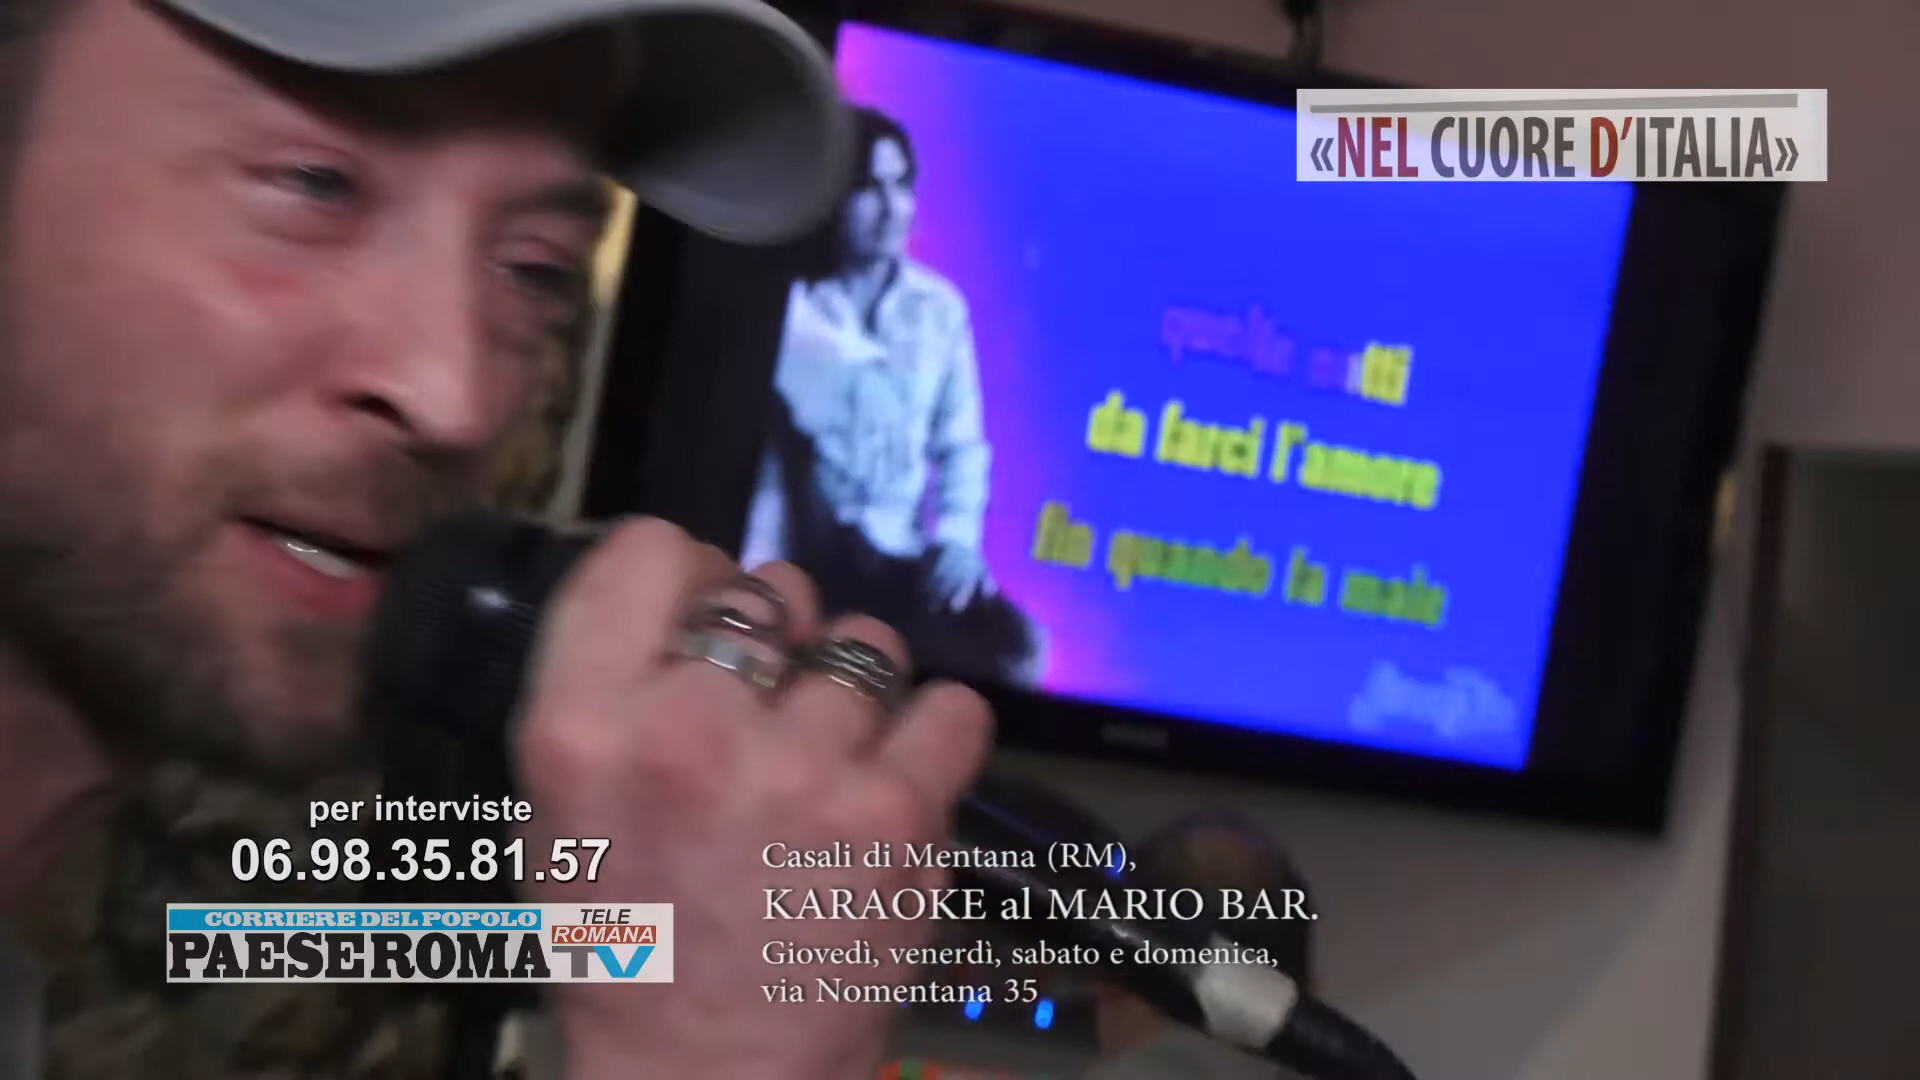 «NEL CUORE D'ITALIA»
quelle notti
da farci l'amore
fin quando fa male
per interviste
06.98.35.81.57
CORRIERE DEL POPOLO
PAESEROMA
TELE
ROMANA
TV
Casali di Mentana (RM),
KARAOKE al MARIO BAR.
Giovedì, venerdì, sabato e domenica,
via Nomentana 35